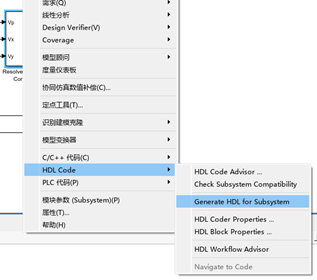 Vp
Vx
Vy
Resolve
Con
需求(Q)
线性分析
Design Verifier(V)
Coverage
模型顾问
度量仪表板
协同仿真数值补偿(C)...
定点工具(T)...
识别建模克隆
模型变换器
C/C++ 代码(C)
HDL Code
PLC 代码(P)
模块参数 (Subsystem)(P)
属性(T)...
帮助(H)
HDL Code Advisor ...
Check Subsystem Compatibility
Generate HDL for Subsystem
HDL Coder Properties ...
HDL Block Properties ...
HDL Workflow Advisor
Navigate to Code